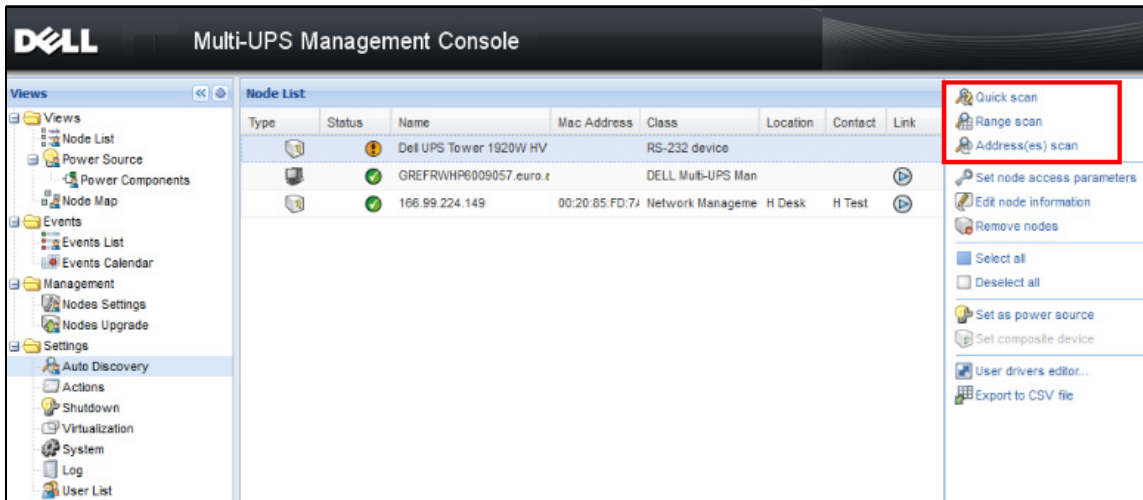 DELL
Multi-UPS Management Console
Views
Views
Node List
Power Source
Power Components
Node Map
Events
Events List
Events Calendar
Management
Nodes Settings
Nodes Upgrade
Settings
Auto Discovery
Actions
Shutdown
Virtualization
System
Log
User List
Node List
Type Status Name Mac Address Class Location Contact Link
Dell UPS Tower 1920W HV RS-232 device
GREFRWHP6009057.euro. DELL Multi-UPS Man
166.99.224.149 00:20:85:FD:7 Network Manageme H Desk H Test
Quick scan
Range scan
Address(es) scan
Set node access parameters
Edit node information
Remove nodes
Select all
Deselect all
Set as power source
Set composite device
User drivers editor...
Export to CSV file